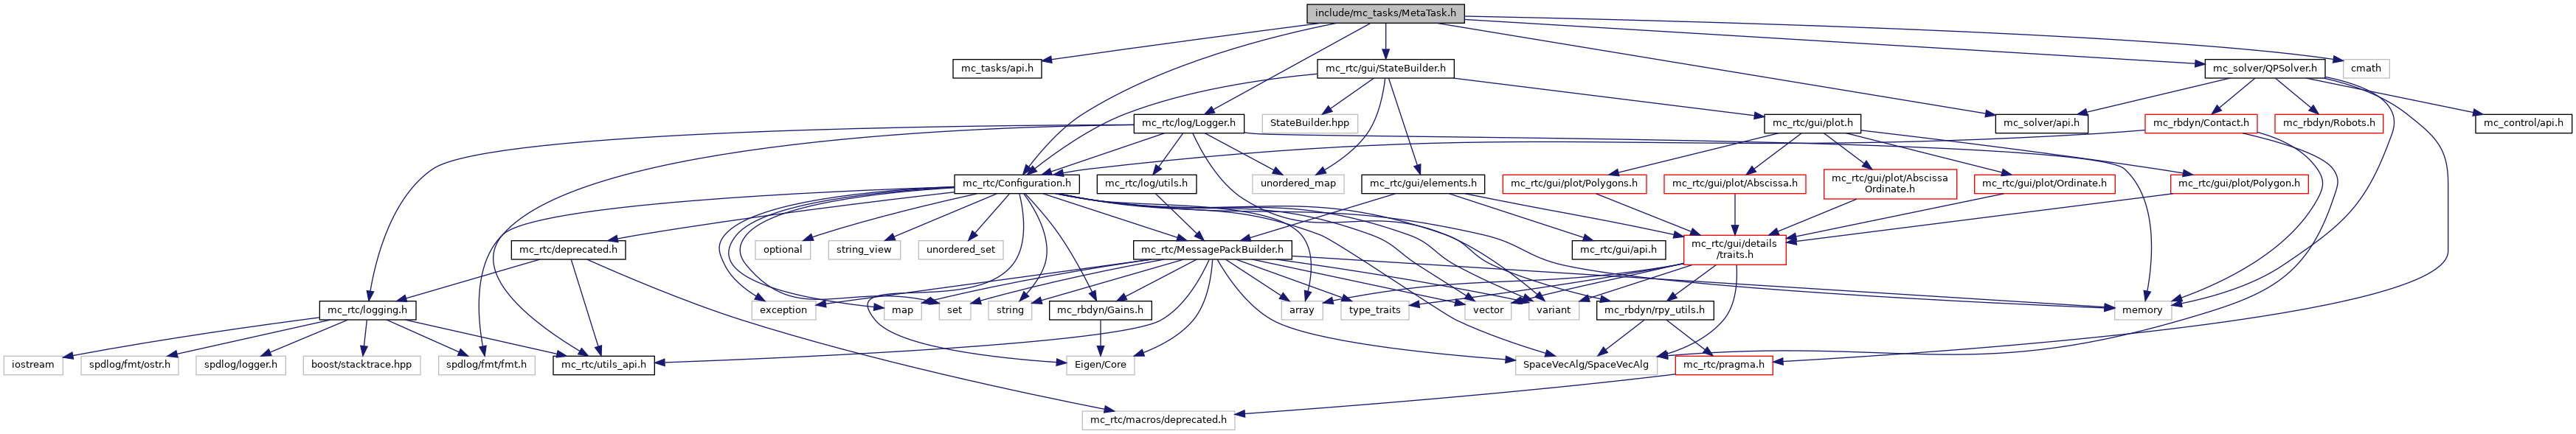 include/mc_tasks/MetaTask.h
mc_tasks/api.h
mc_rtc/gui/StateBuilder.h
mc_solver/QPSolver.h
cmath
mc_rtc/log/Logger.h
StateBuilder.hpp
mc_rtc/gui/plot.h
mc_solver/api.h
mc_rbdyn/Contact.h
mc_rbdyn/Robots.h
mc_control/api.h
mc_rtc/Configuration.h
mc_rtc/log/utils.h
unordered_map
mc_rtc/gui/elements.h
mc_rtc/gui/plot/Polygons.h
mc_rtc/gui/plot/Abscissa.h
mc_rtc/gui/plot/Abscissa
Ordinate.h
mc_rtc/gui/plot/Ordinate.h
mc_rtc/gui/plot/Polygon.h
mc_rtc/deprecated.h
optional
string_view
unordered_set
mc_rtc/MessagePackBuilder.h
mc_rtc/gui/api.h
mc_rtc/gui/details
/traits.h
mc_rtc/logging.h
exception
map
set
string
mc_rbdyn/Gains.h
array
type_traits
vector
variant
mc_rbdyn/rpy_utils.h
memory
iostream
spdlog/fmt/ostr.h
spdlog/logger.h
boost/stacktrace.hpp
spdlog/fmt/fmt.h
mc_rtc/utils_api.h
Eigen/Core
SpaceVecAlg/SpaceVecAlg
mc_rtc/pragma.h
mc_rtc/macros/deprecated.h